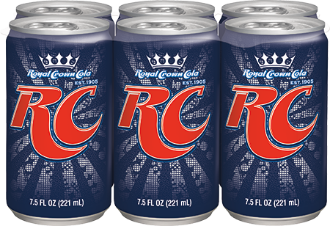 Royal Crown Cola
EST. 1905
RC
7.5 FL OZ (221 mL)
Royal Crown Cola
EST. 1905
RC
7.5 FL OZ (221 mL)
Royal Crown Cola
EST. 1905
RC
7.5 FL OZ (221 mL)